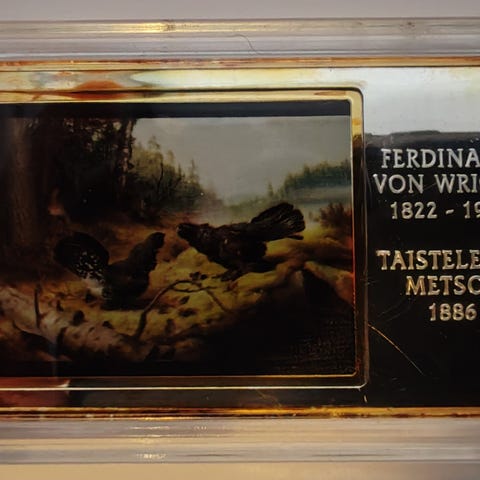 FERDINA
VON WRIG
1822 - 19
TAISTELE
METSO
1886